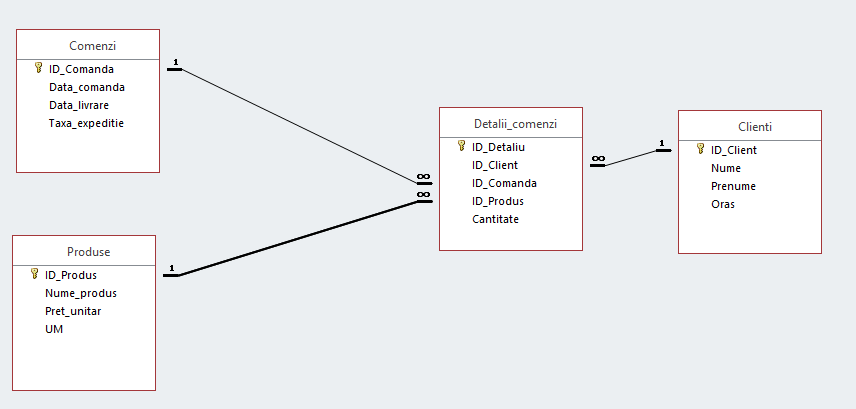 Comenzi
ID_Comanda
Data_comanda
Data_livrare
Taxa_expeditie
1
∞
Detalii_comenzi
ID_Detaliu
ID_Client
ID_Comanda
ID_Produs
Cantitate
∞
1
Clienti
ID_Client
Nume
Prenume
Oras
Produse
ID_Produs
Nume_produs
Pret_unitar
UM
1
∞